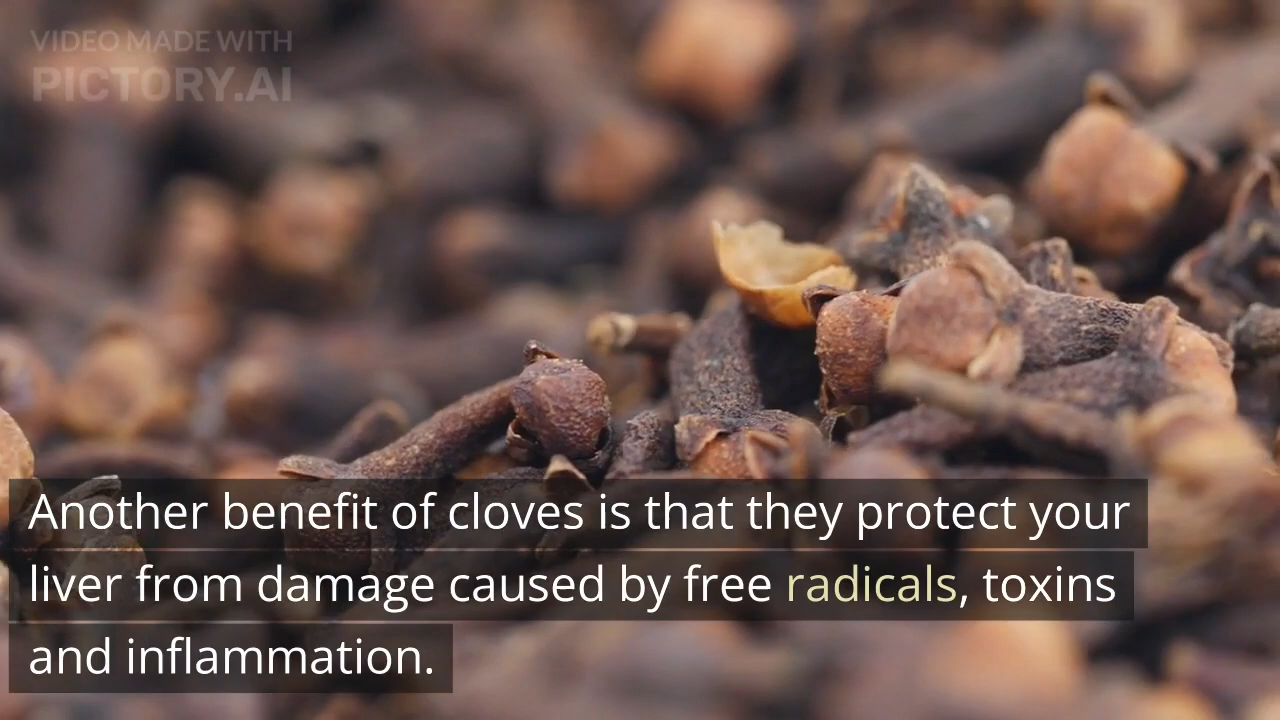 VIDEO MADE WITH
PICTORY.AI
Another benefit of cloves is that they protect your
liver from damage caused by free radicals, toxins
and inflammation.